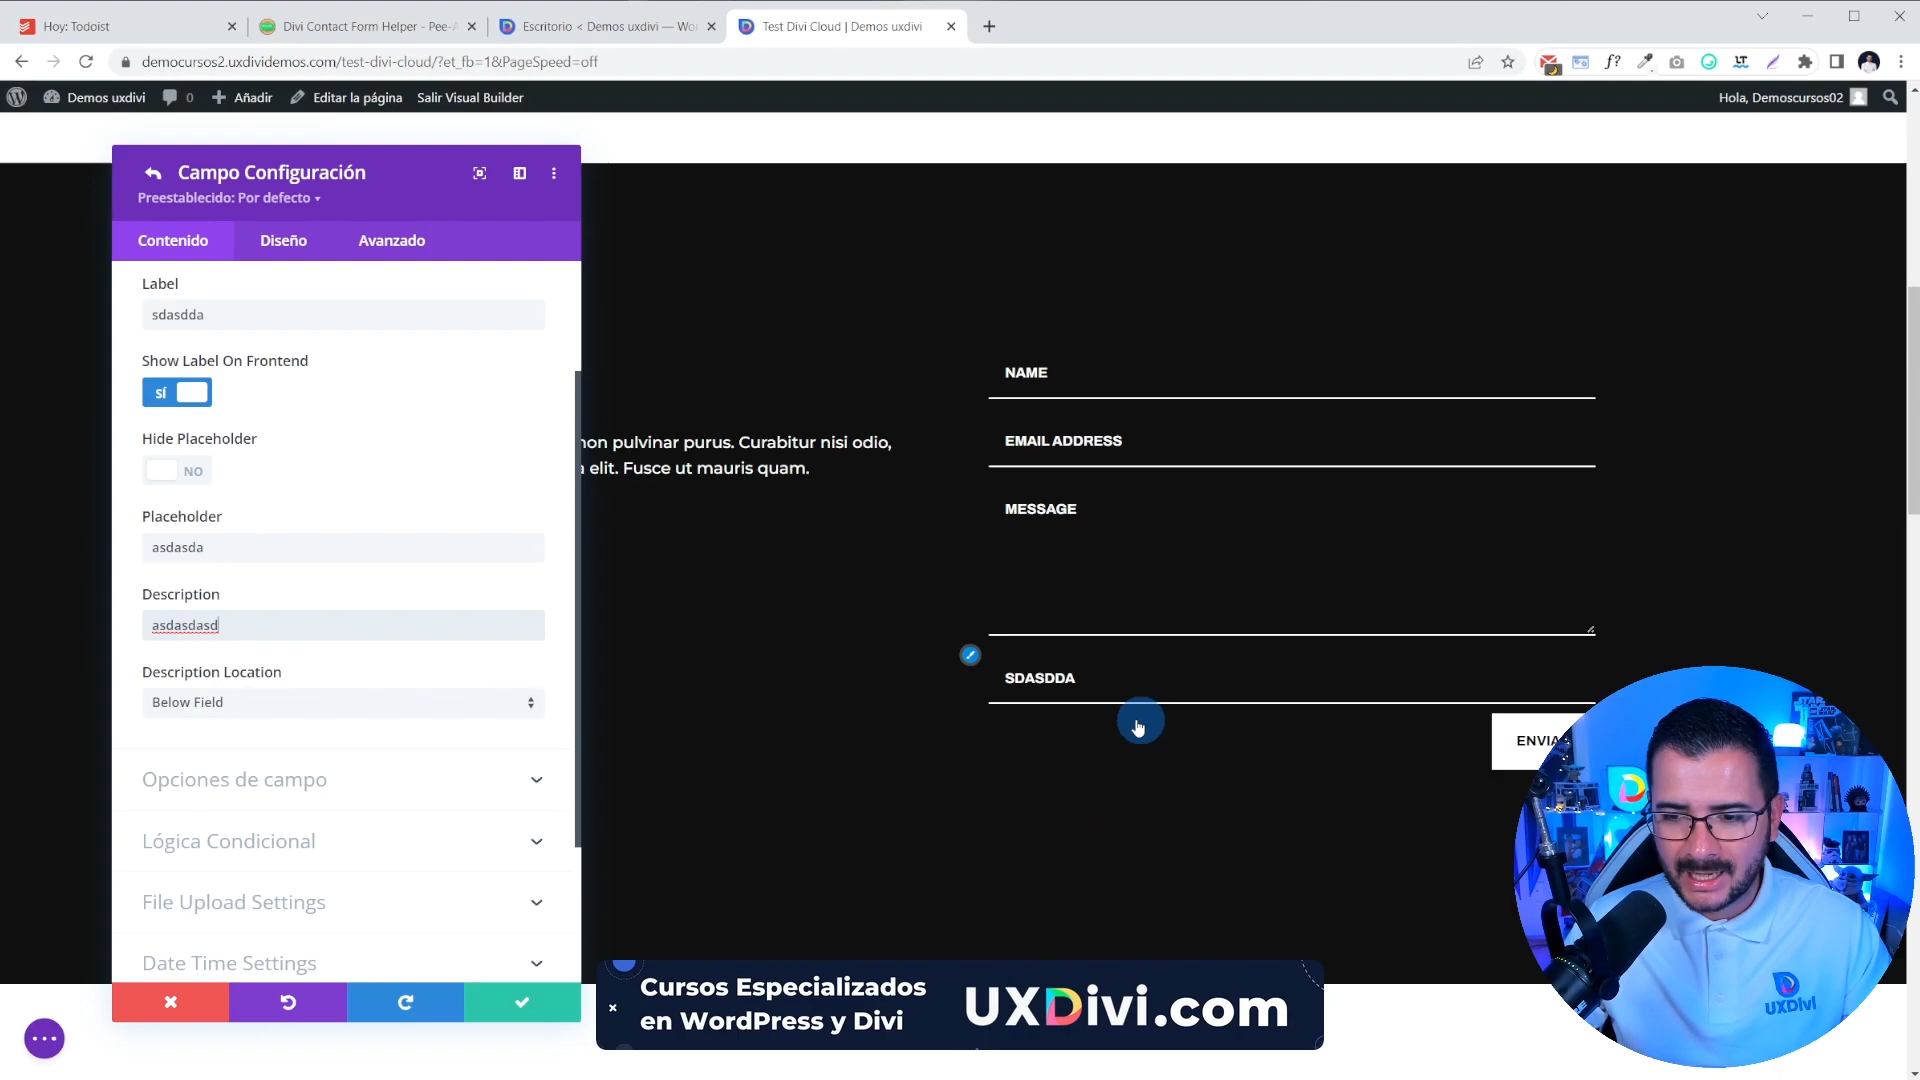 Hoy: Todoist
Divi Contact Form Helper - Pee-A
Escritorio < Demos uxdivi — Wor
Test Divi Cloud | Demos uxdivi
democursos2.uxdividemos.com/test-divi-cloud/?et_fb=1&PageSpeed=off
Demos uxdivi
0
Añadir
Editar la página
Salir Visual Builder
Hola, Demoscursos02
Campo Configuración
Preestablecido: Por defecto
Contenido
Diseño
Avanzado
Label
sdasdda
Show Label On Frontend
SÍ
Hide Placeholder
NO
Placeholder
asdasda
Description
asdasdasd
Description Location
Below Field
Opciones de campo
Lógica Condicional
File Upload Settings
Date Time Settings
non pulvinar purus. Curabitur nisi odio,
a elit. Fusce ut mauris quam.
NAME
EMAIL ADDRESS
MESSAGE
SDASDDA
ENVIA
Cursos Especializados
en WordPress y Divi
UXDivi.com
UXDivi